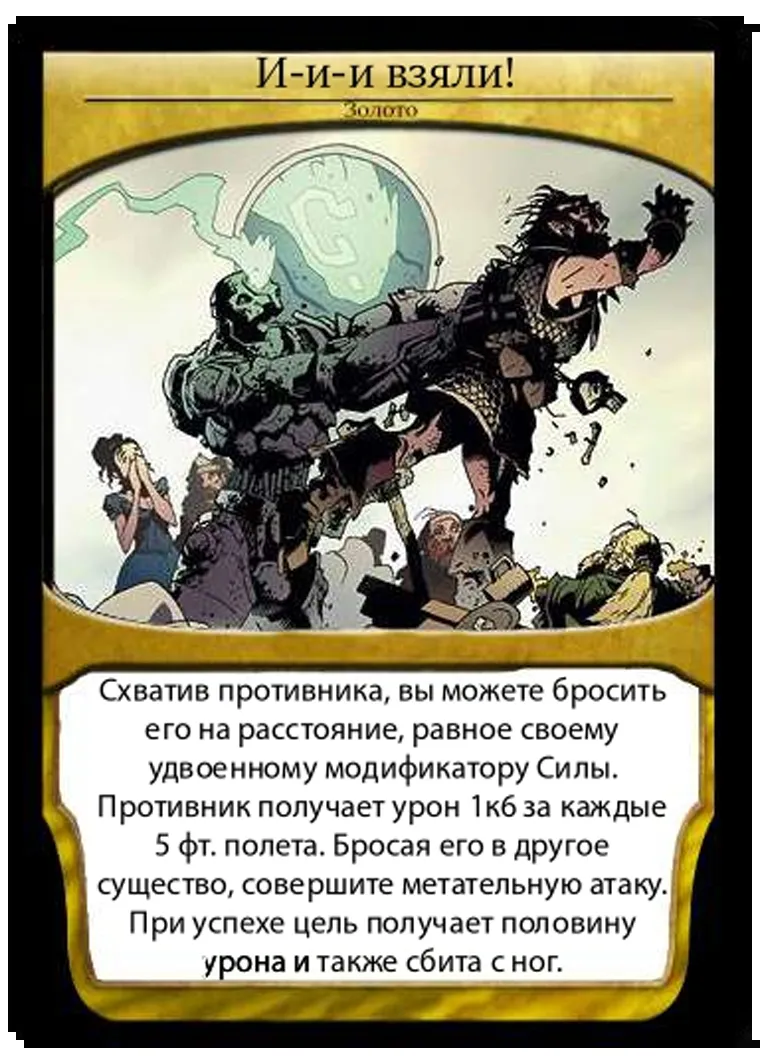 И-и-и взяли!
Золото
Схватив противника, вы можете бросить
его на расстояние, равное своему
удвоенному модификатору Силы.
Противник получает урон 1к6 за каждые
5 фт. полета. Бросая его в другое
существо, совершите метательную атаку.
При успехе цель получает половину
урона и также сбита с ног.